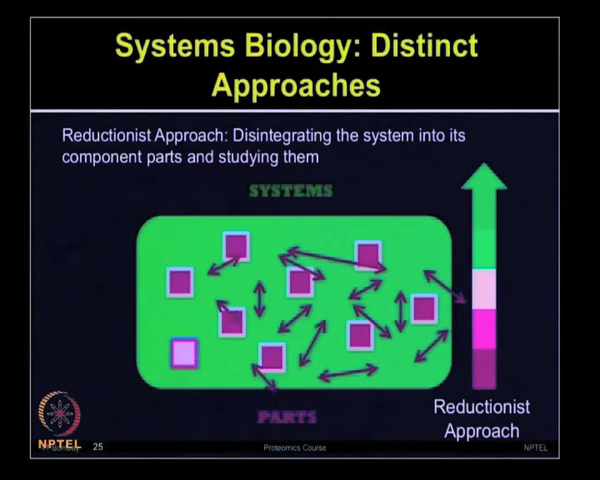 Systems Biology: Distinct
Approaches
Reductionist Approach: Disintegrating the system into its
component parts and studying them
SYSTEMS
PARTS
Reductionist
Approach
NPTEL
25
Proteomics Course
NPTEL